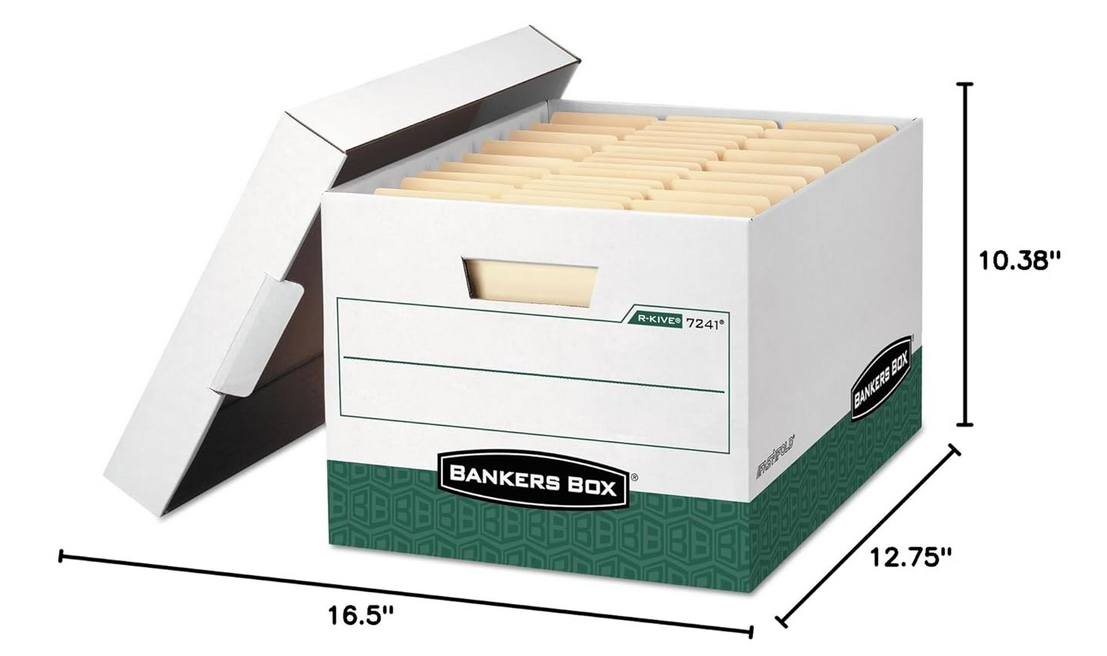 10.38"
R-KIVE® 7241®
BANKERS BOX
BANKERS BOX®
12.75"
16.5"